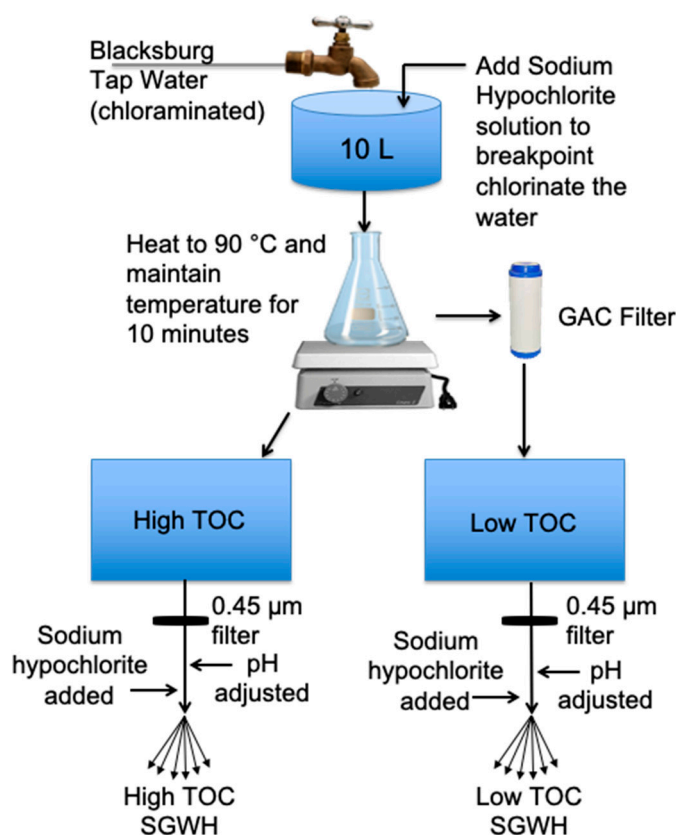 Blacksburg
Tap Water
(chloraminated)
Add Sodium
Hypochlorite
solution to
breakpoint
chlorinate the
water
10 L
Heat to 90 °C and
maintain
temperature for
10 minutes
GAC Filter
High TOC
Low TOC
0.45 µm
filter
Sodium
hypochlorite
added
pH
adjusted
0.45 µm
filter
Sodium
hypochlorite
added
pH
adjusted
High TOC
SGWH
Low TOC
SGWH